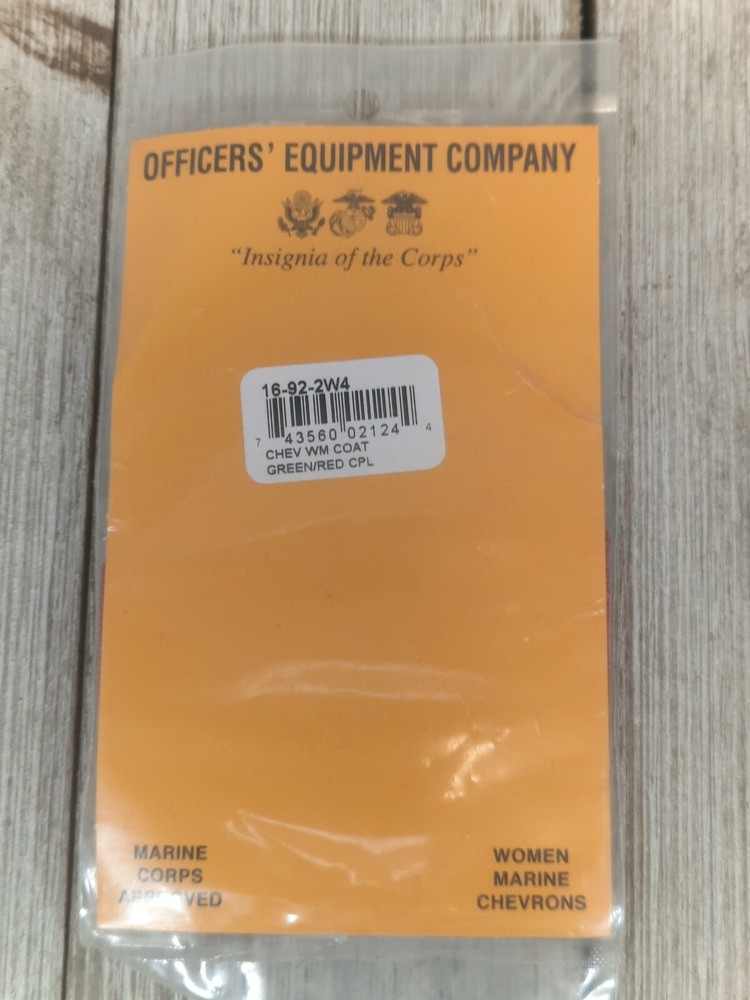 OFFICERS' EQUIPMENT COMPANY
"Insignia of the Corps"
16-92-2W4
7 43560 02124 4
CHEV WM COAT
GREEN/RED CPL
MARINE
CORPS
APPROVED
WOMEN
MARINE
CHEVRONS